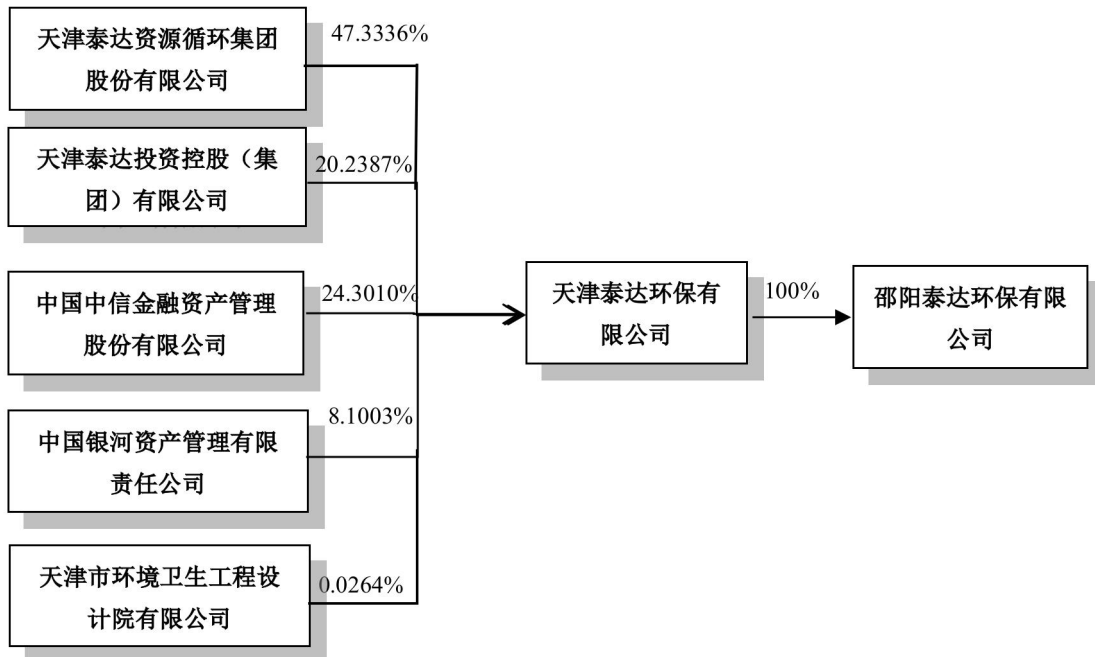 天津泰达资源循环集团
股份有限公司
47.3336%
天津泰达投资控股（集
团）有限公司
20.2387%
中国中信金融资产管理
股份有限公司
24.3010%
中国银河资产管理有限
责任公司
8.1003%
天津市环境卫生工程设
计院有限公司
0.0264%
天津泰达环保有
限公司
100%
邵阳泰达环保有限
公司